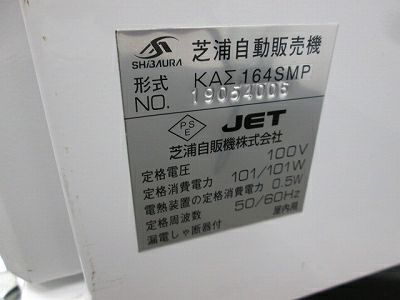 SHIBAURA
芝浦自動販売機
形式 KAΣ164SMP
NO. 19054005
PSE JET
芝浦自販機株式会社
定格電圧 100V
定格消費電力 101/101W
電熱装置の定格消費電力 0.5W
定格周波数 50/60Hz
漏電しゃ断器付 屋内用